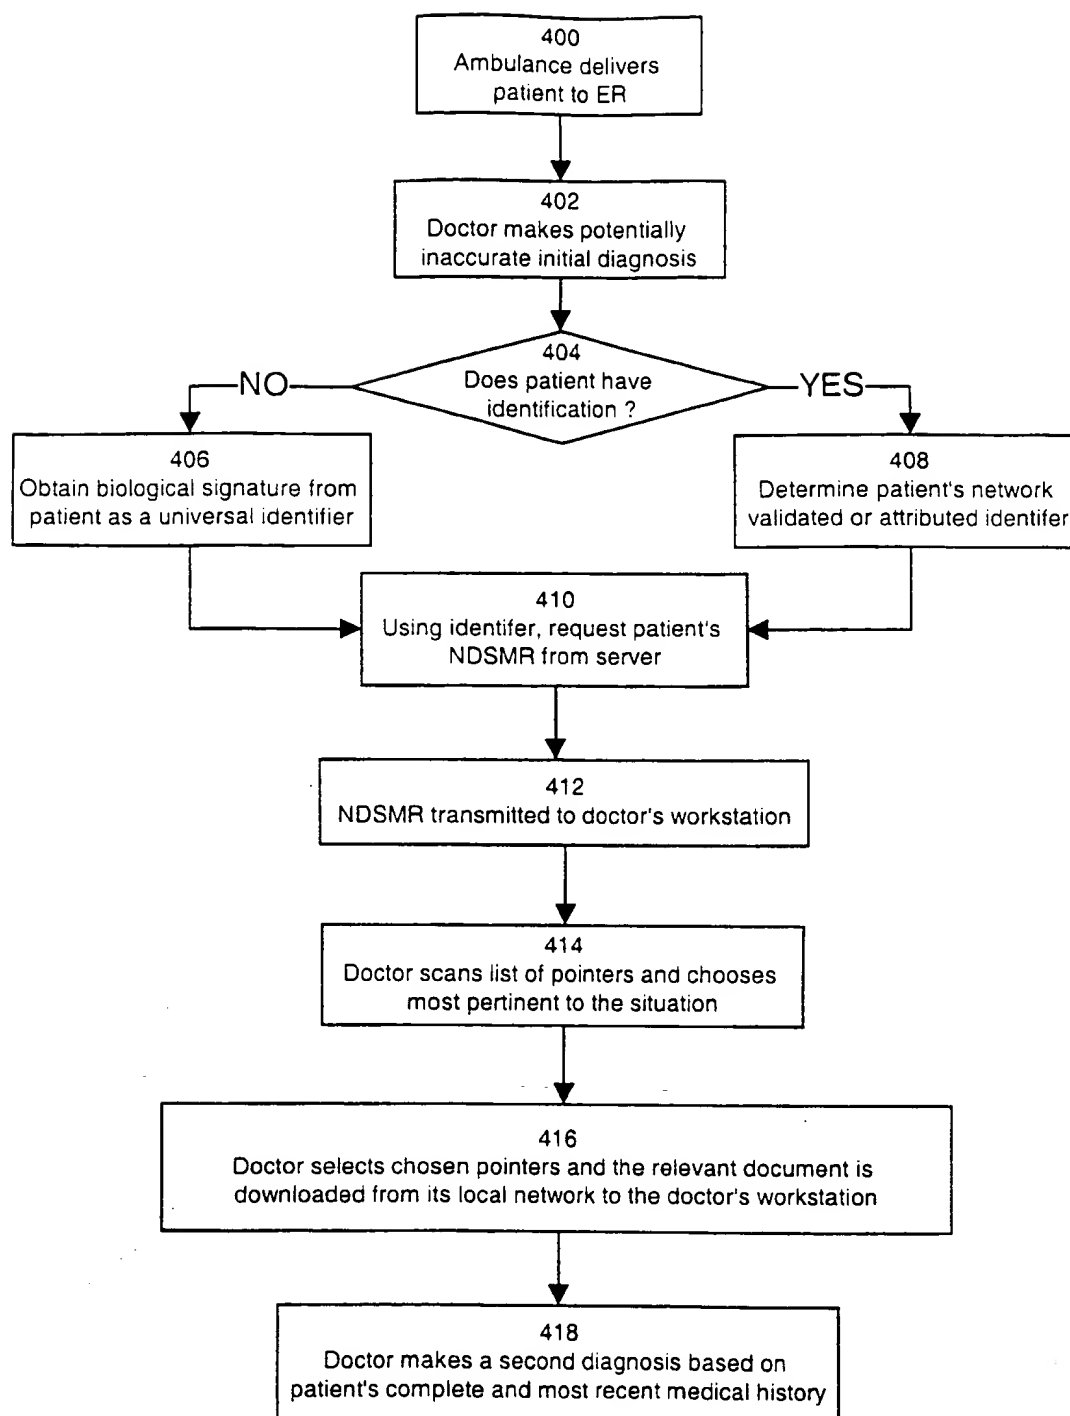 400
Ambulance delivers
patient to ER
402
Doctor makes potentially
inaccurate initial diagnosis
404
Does patient have
identification ?
NO
YES
406
Obtain biological signature from
patient as a universal identifier
408
Determine patient's network
validated or attributed identifer
410
Using identifer, request patient's
NDSMR from server
412
NDSMR transmitted to doctor's workstation
414
Doctor scans list of pointers and chooses
most pertinent to the situation
416
Doctor selects chosen pointers and the relevant document is
downloaded from its local network to the doctor's workstation
418
Doctor makes a second diagnosis based on
patient's complete and most recent medical history